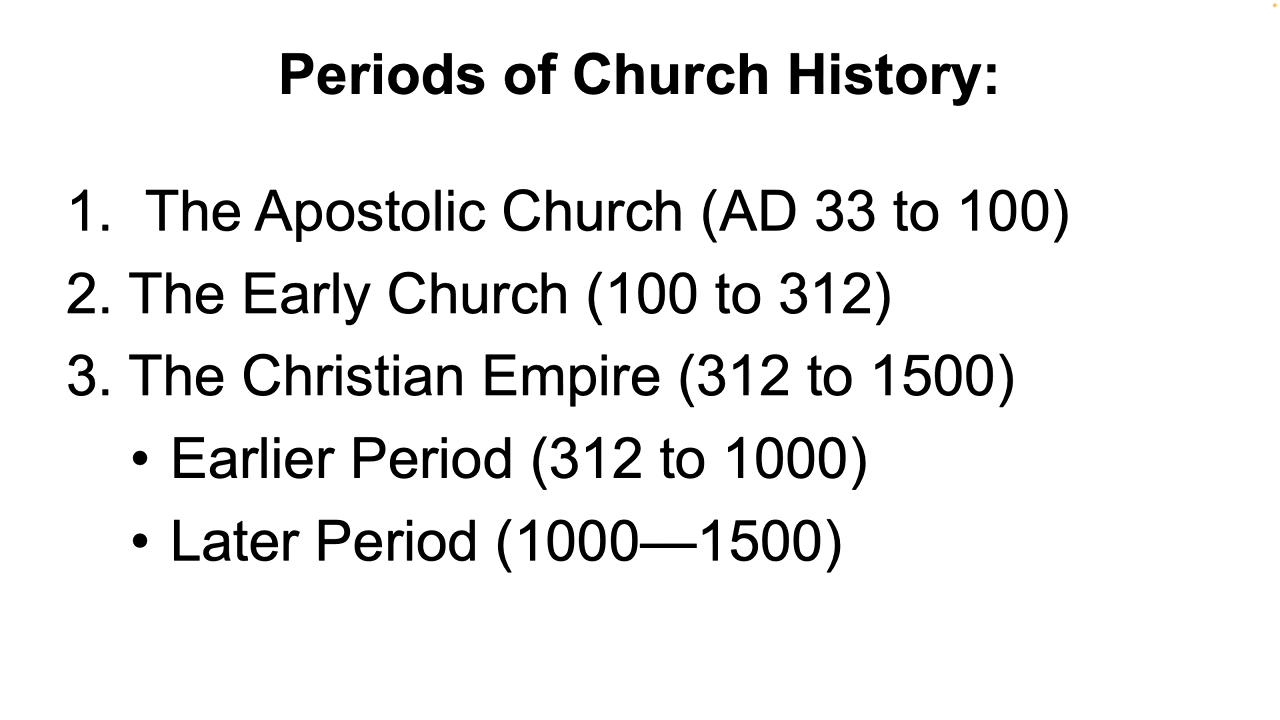 Periods of Church History:
1. The Apostolic Church (AD 33 to 100)
2. The Early Church (100 to 312)
3. The Christian Empire (312 to 1500)
• Earlier Period (312 to 1000)
• Later Period (1000—1500)